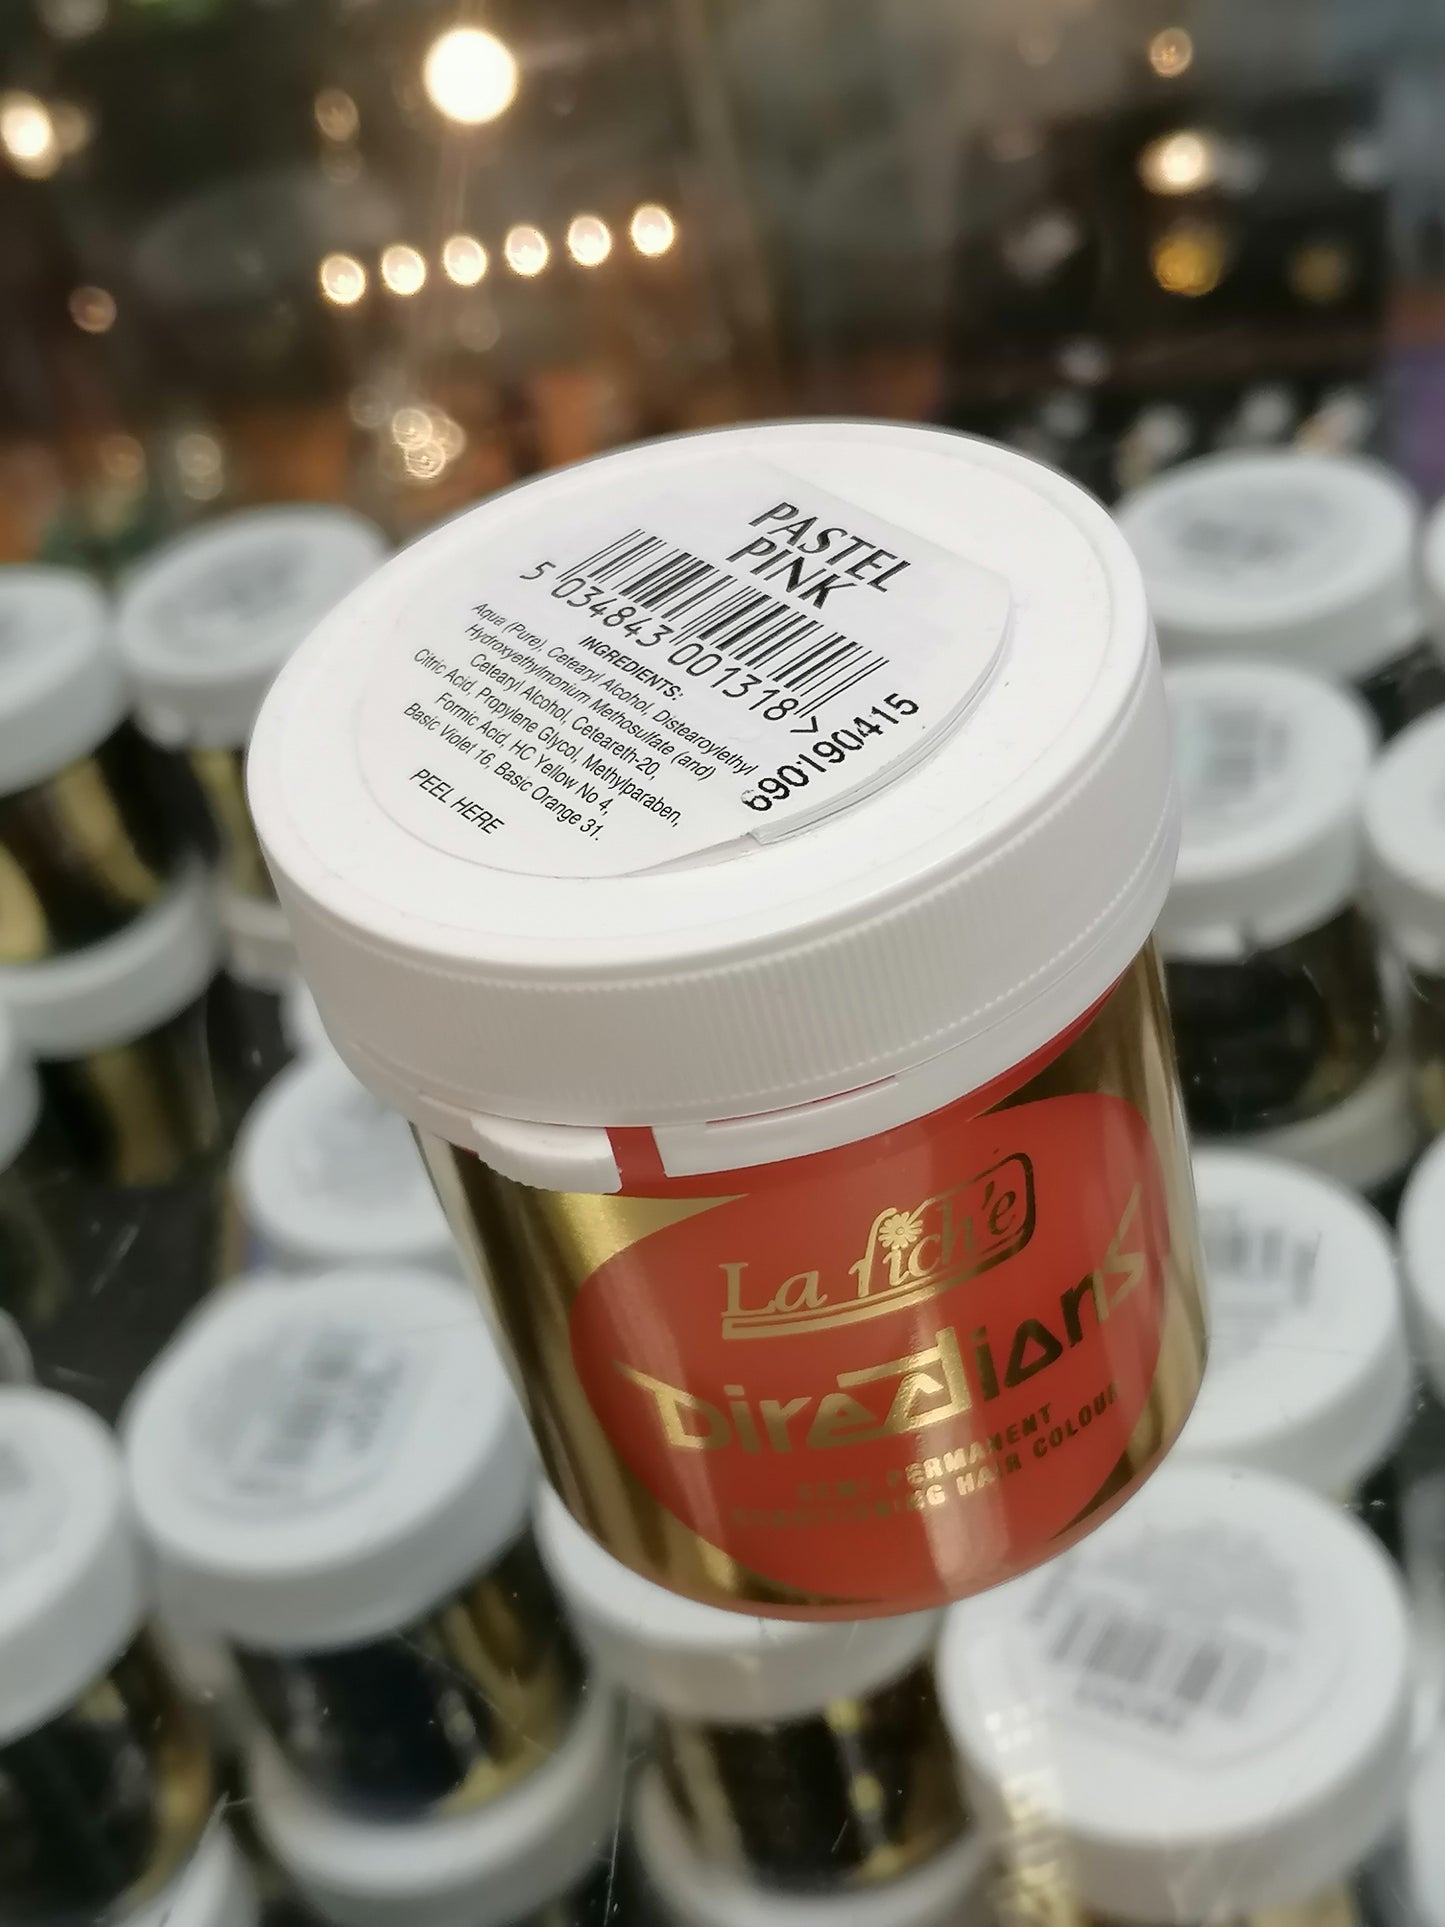 PASTEL
PINK
5 034843 001318 >
690190415
INGREDIENTS:
Aqua (Pure), Cetearyl Alcohol, Distearoylethyl
Hydroxyethylmonium Methosulfate (and)
Cetearyl Alcohol, Ceteareth-20,
Citric Acid, Propylene Glycol, Methylparaben,
Formic Acid, HC Yellow No 4,
Basic Violet 16, Basic Orange 31.
PEEL HERE
La rich'e
Directions
SEMI PERMANENT
CONDITIONING HAIR COLOUR